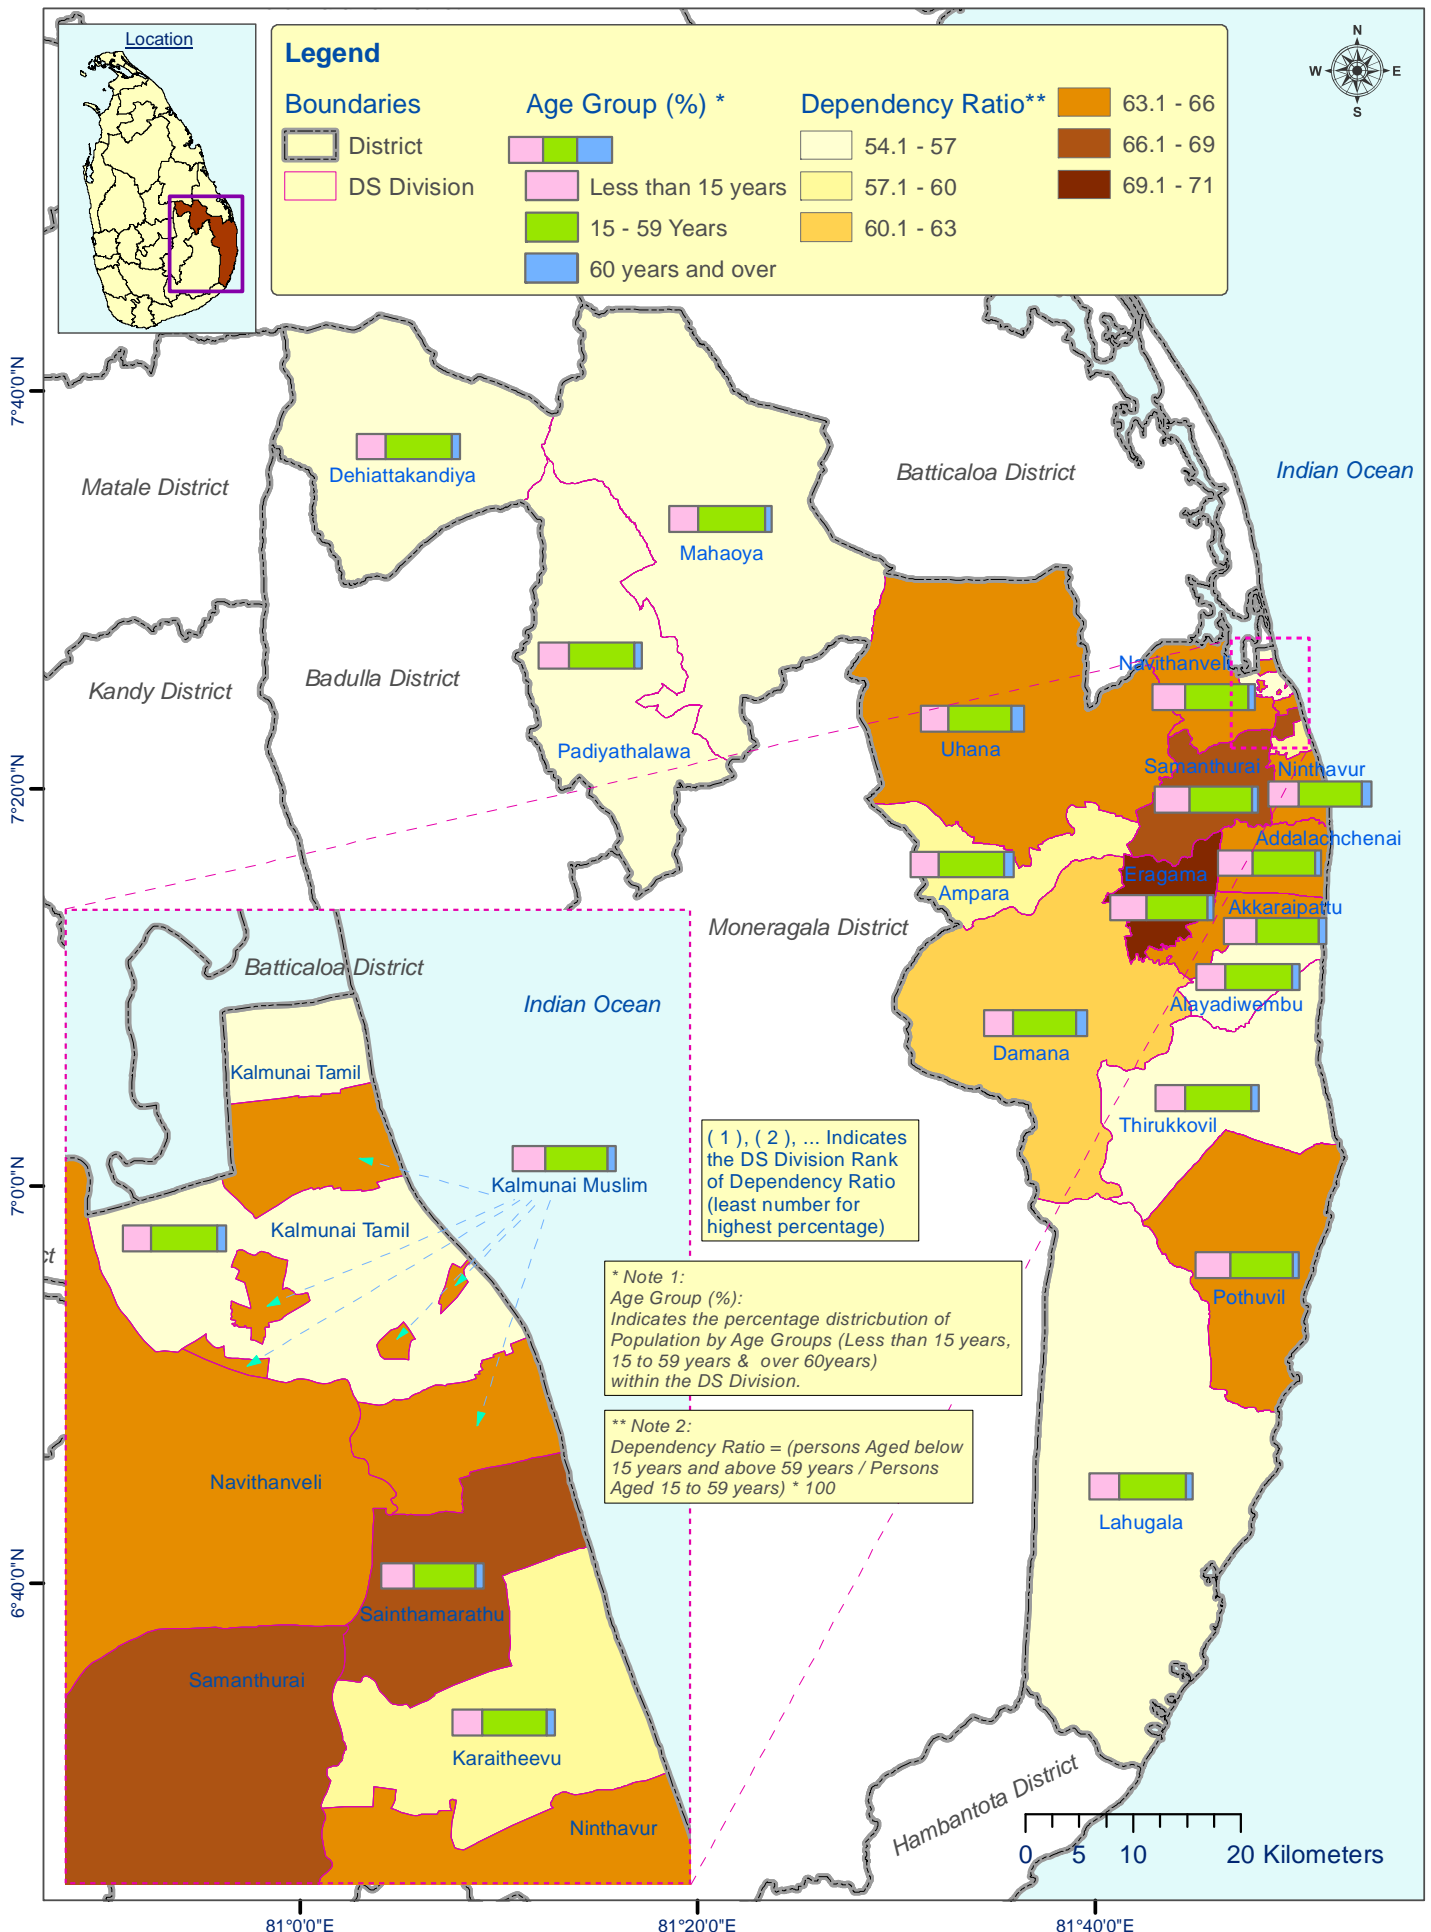 Location
Legend
Boundaries
District
DS Division
Age Group (%) *
Less than 15 years
15 - 59 Years
60 years and over
Dependency Ratio**
54.1 - 57
57.1 - 60
60.1 - 63
63.1 - 66
66.1 - 69
69.1 - 71
N
W
E
S
7°40'0"N
7°20'0"N
7°0'0"N
6°40'0"N
Matale District
Dehiattakandiya
Batticaloa District
Indian Ocean
Mahaoya
Kandy District
Badulla District
Padiyathalawa
Navithanveli
Uhana
Samanthurai
Ninthavur
Addalachchenai
Eragama
Ampara
Akkaraipattu
Moneragala District
Alayadiwembu
Damana
Thirukkovil
Pothuvil
Lahugala
Hambantota District
Batticaloa District
Indian Ocean
Kalmunai Tamil
Kalmunai Muslim
Kalmunai Tamil
ct
Navithanveli
Sainthamarathu
Samanthurai
Karaitheevu
Ninthavur
( 1 ), ( 2 ), ... Indicates
the DS Division Rank
of Dependency Ratio
(least number for
highest percentage)
* Note 1:
Age Group (%):
Indicates the percentage districbution of
Population by Age Groups (Less than 15 years,
15 to 59 years & over 60years)
within the DS Division.
** Note 2:
Dependency Ratio = (persons Aged below
15 years and above 59 years / Persons
Aged 15 to 59 years) * 100
0 5 10 20 Kilometers
81°0'0"E
81°20'0"E
81°40'0"E